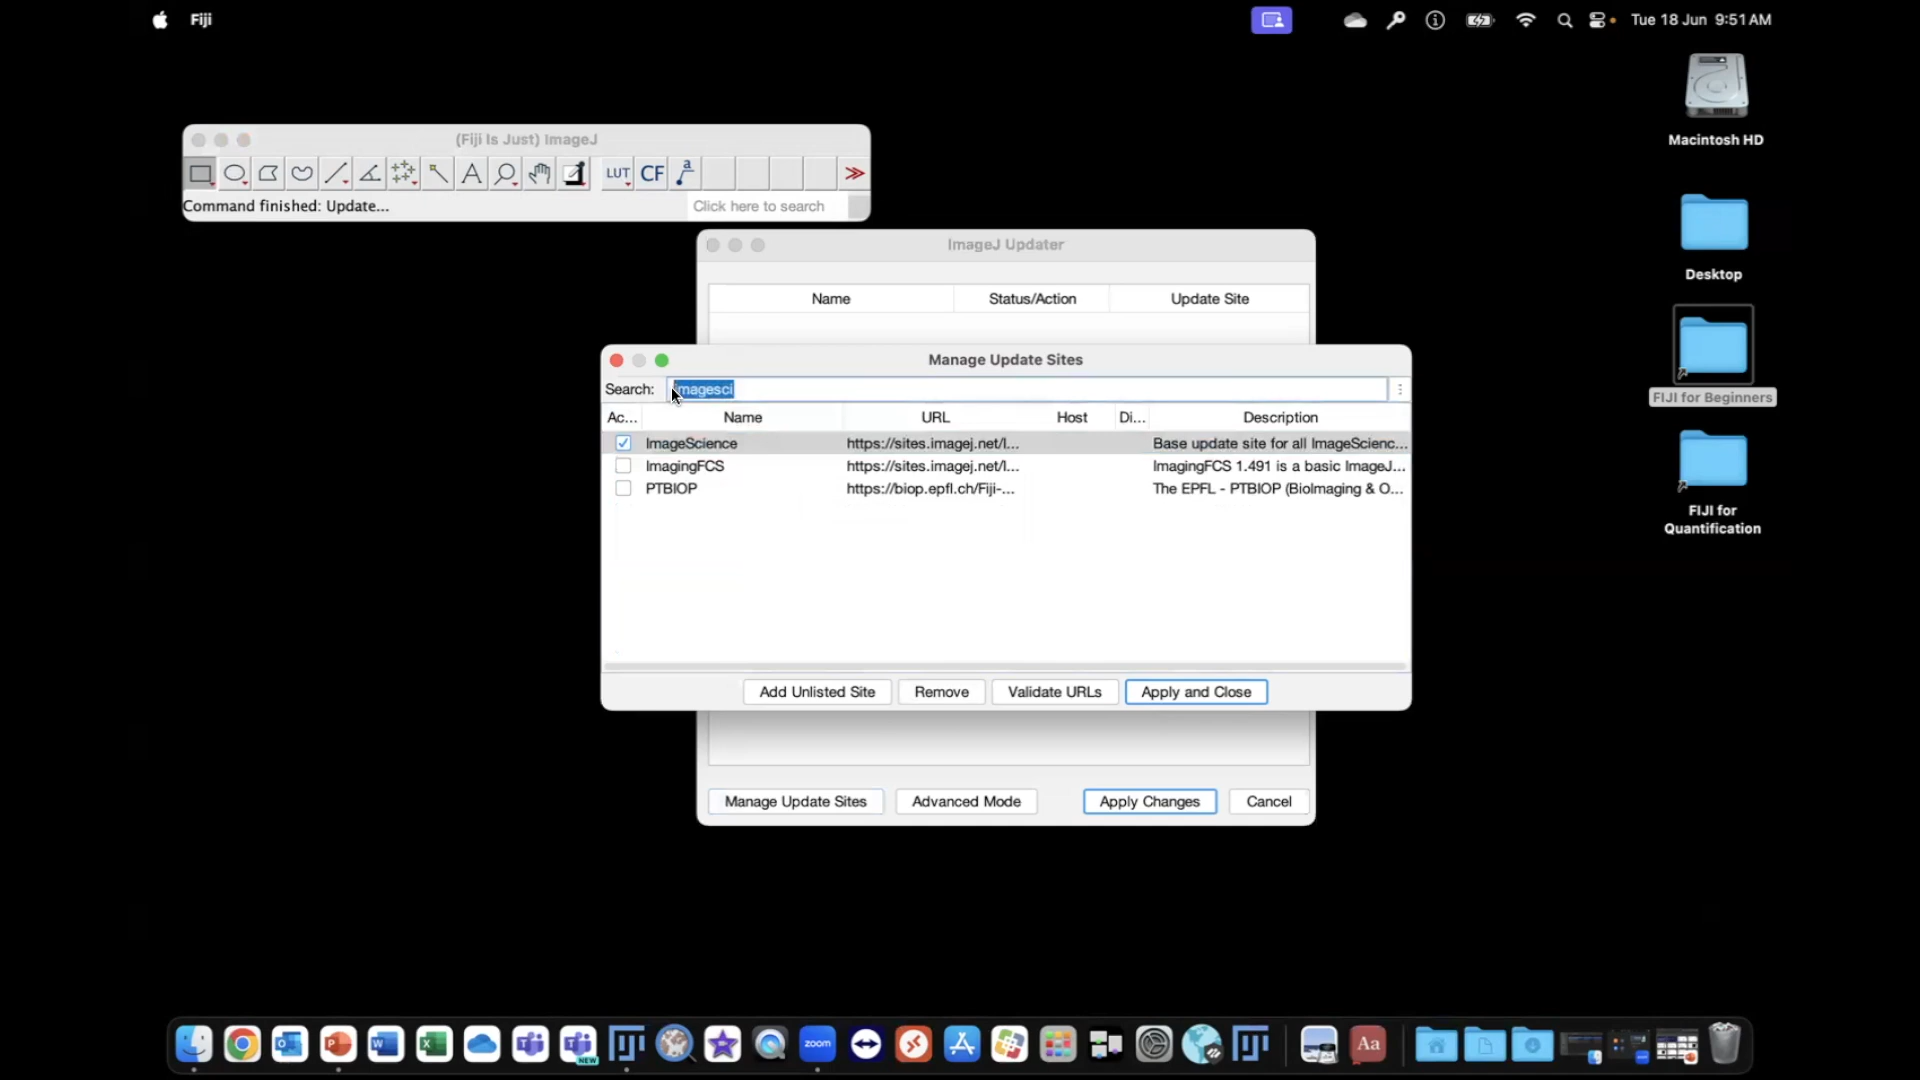 Fiji
Tue 18 Jun 9:51 AM
Macintosh HD
Desktop
FIJI for Beginners
FIJI for
Quantification
(Fiji Is Just) ImageJ
A LUT CF a
Command finished: Update...
Click here to search
ImageJ Updater
Name Status/Action Update Site
Manage Update Sites
Search: imagesci
Ac... Name URL Host Di... Description
ImageScience https://sites.imagej.net/I... Base update site for all ImageScienc...
ImagingFCS https://sites.imagej.net/I... ImagingFCS 1.491 is a basic ImageJ...
PTBIOP https://biop.epfl.ch/Fiji-... The EPFL - PTBIOP (BioImaging & O...
Add Unlisted Site Remove Validate URLs Apply and Close
Manage Update Sites Advanced Mode Apply Changes Cancel
zoom
NEW
Aa